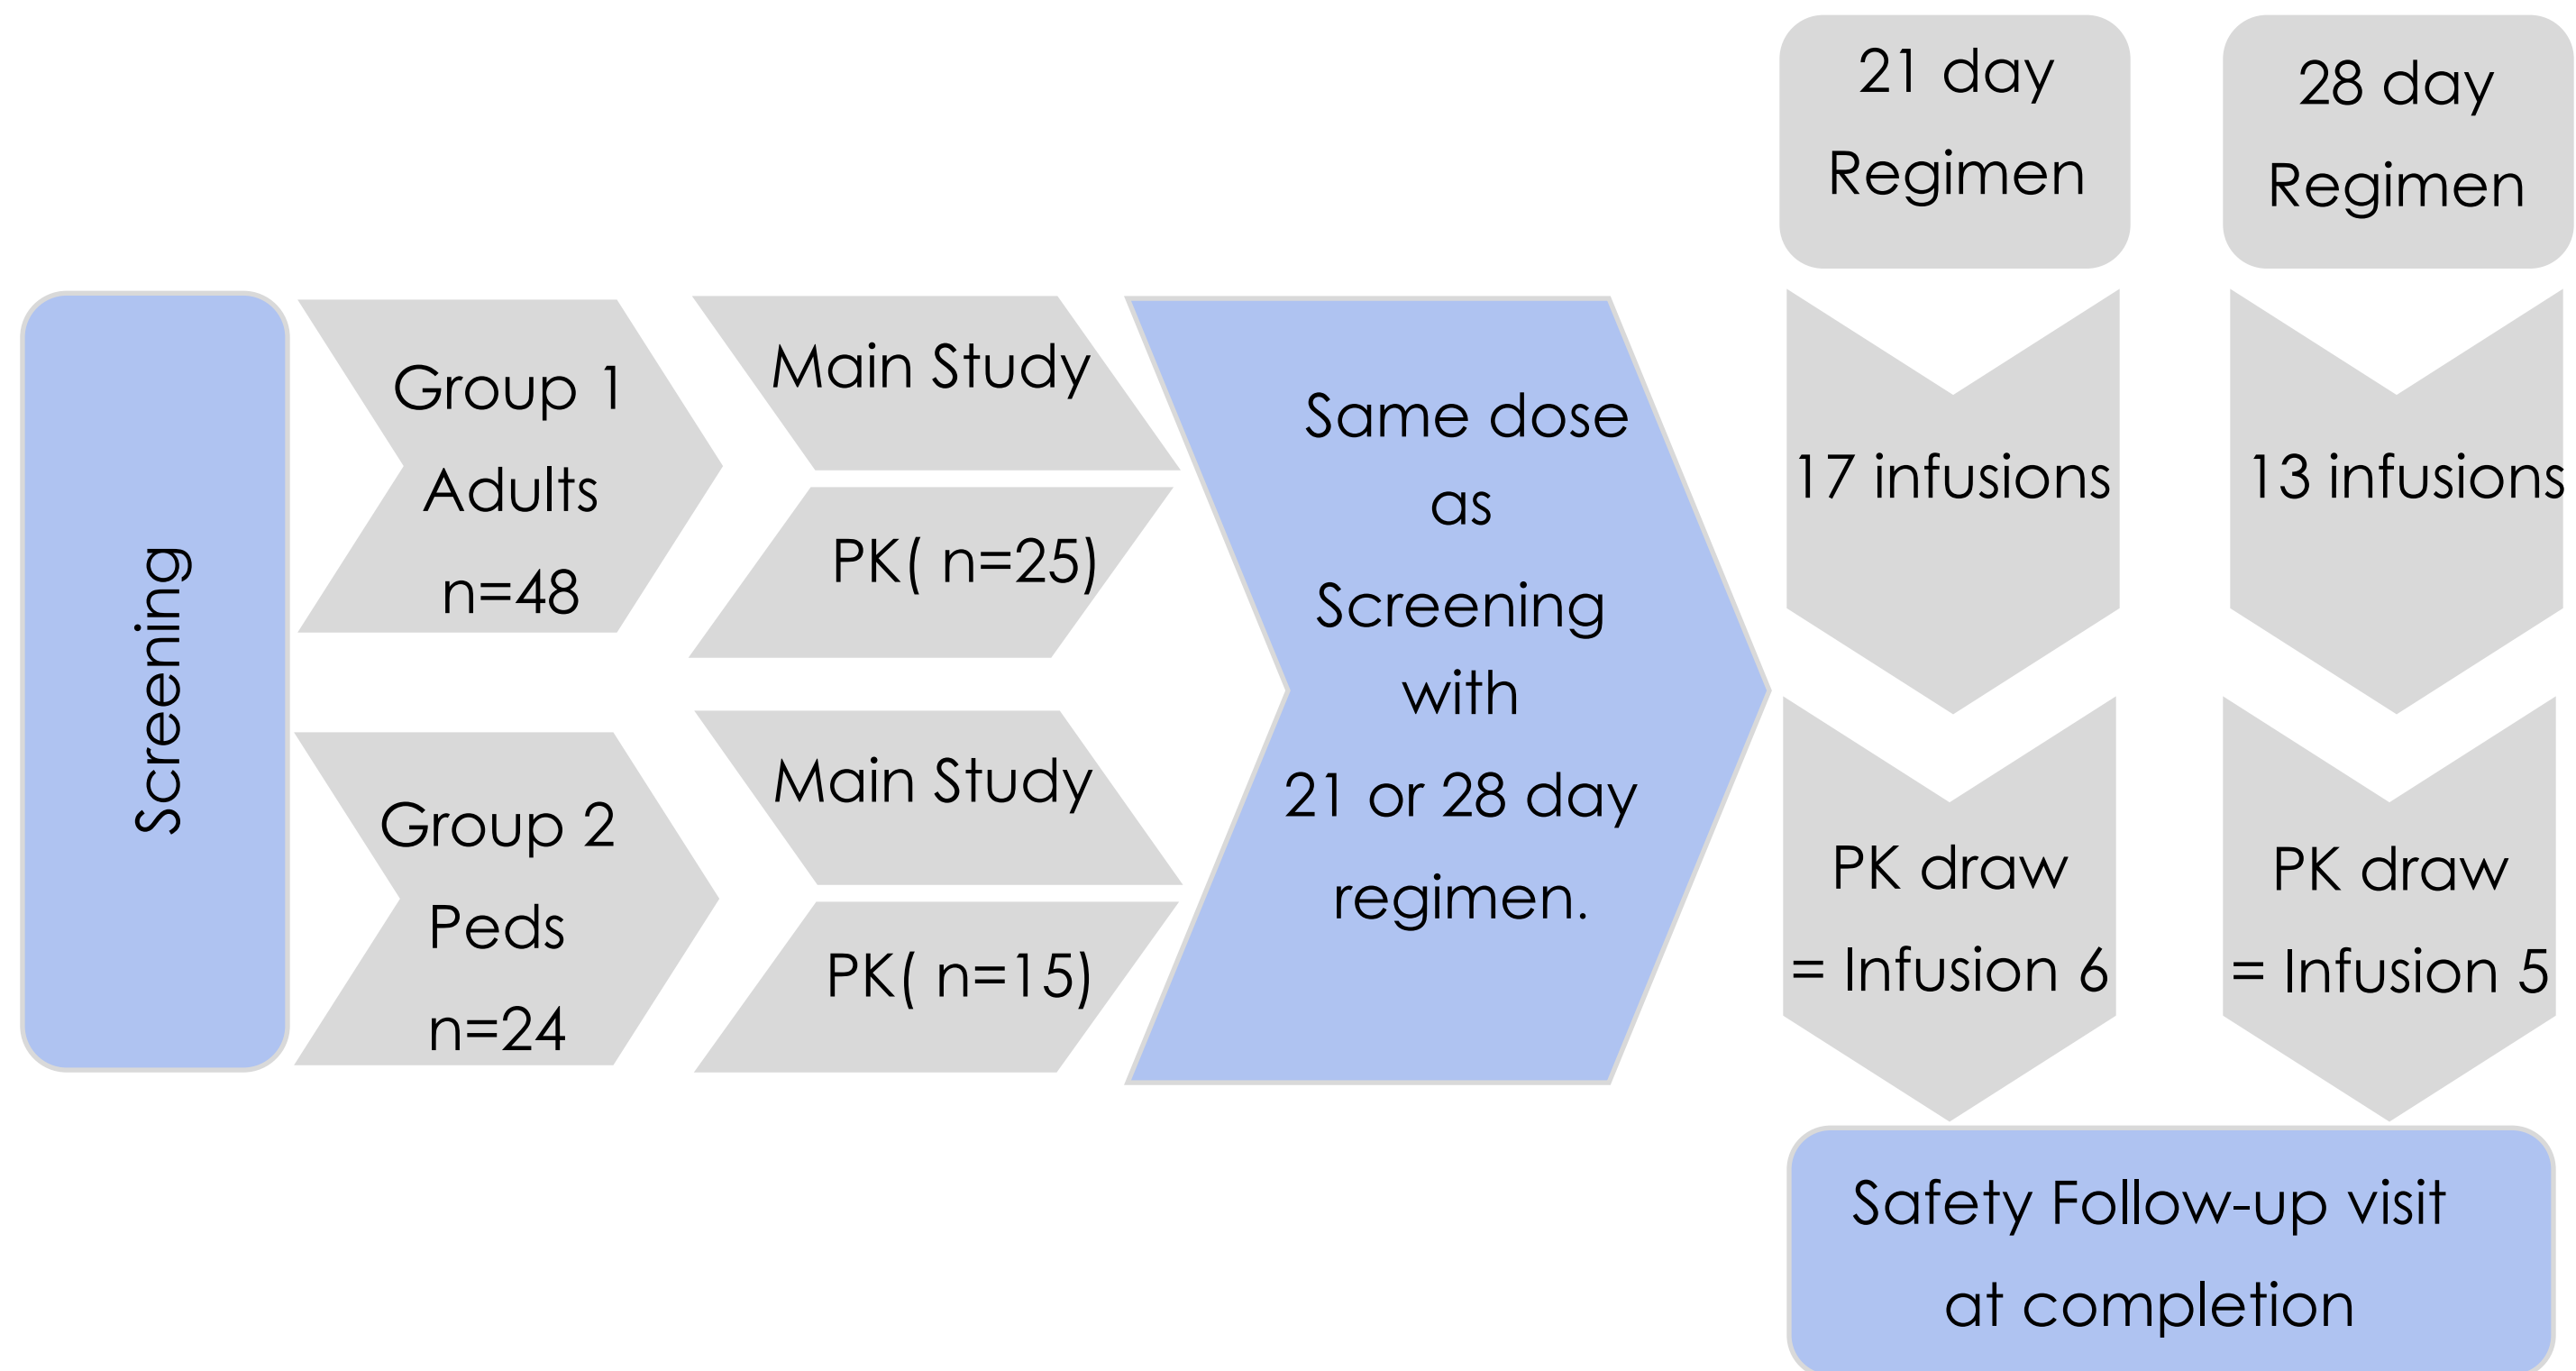 Screening
Group 1
Adults
n=48
Main Study
PK( n=25)
Group 2
Peds
n=24
Main Study
PK( n=15)
Same dose
as
Screening
with
21 or 28 day
regimen.
21 day
Regimen
17 infusions
PK draw
= Infusion 6
28 day
Regimen
13 infusions
PK draw
= Infusion 5
Safety Follow-up visit
at completion